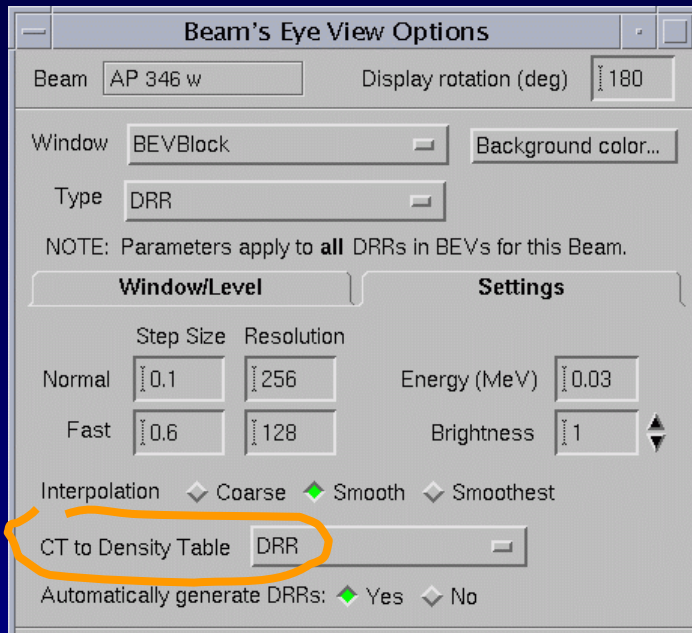 Beam's Eye View Options
Beam AP 346 w Display rotation (deg) 180
Window BEVBlock Background color...
Type DRR
NOTE: Parameters apply to all DRRs in BEVs for this Beam.
Window/Level Settings
Step Size Resolution
Normal 0.1 256 Energy (MeV) 0.03
Fast 0.6 128 Brightness 1
Interpolation Coarse Smooth Smoothest
CT to Density Table DRR
Automatically generate DRRs: Yes No